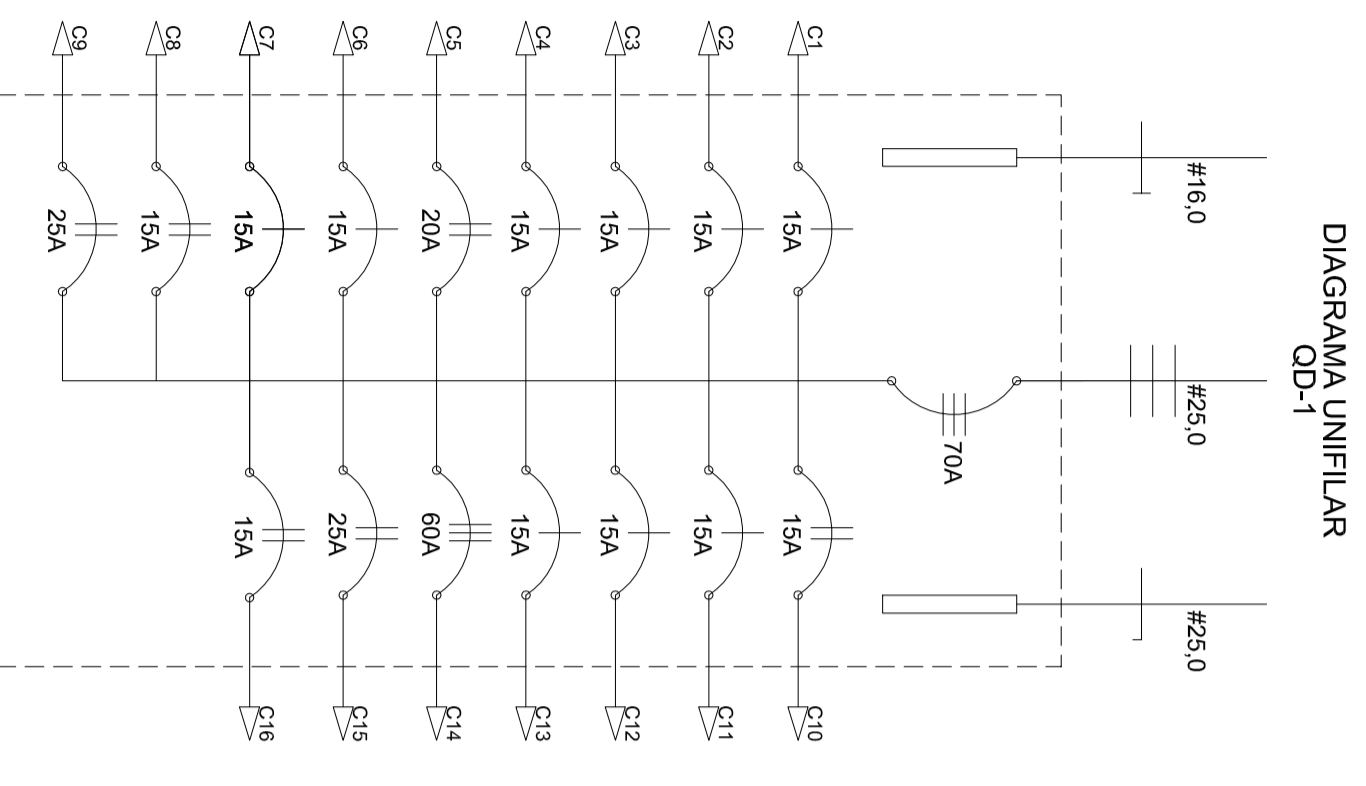 DIAGRAMA UNIFILAR
QD-1
#16,0
#25,0
#25,0
70A
C1
15A
15A
C10
C2
15A
15A
C11
C3
15A
15A
C12
C4
15A
15A
C13
C5
20A
60A
C14
C6
15A
25A
C15
C7
15A
15A
C16
C8
15A
C9
25A